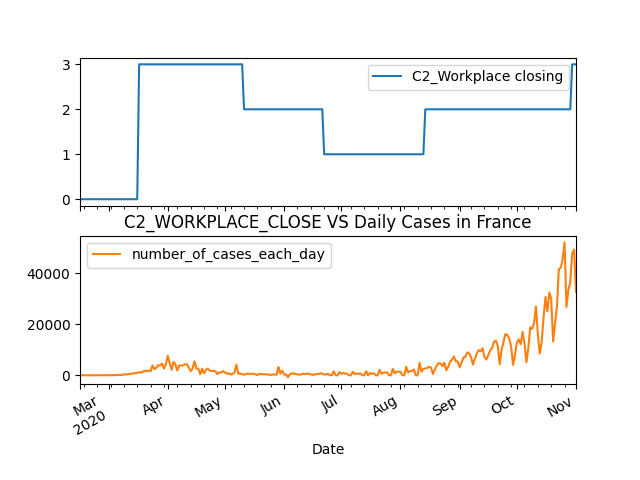 3
2
1
0
C2_Workplace closing
C2_WORKPLACE_CLOSE VS Daily Cases in France
number_of_cases_each_day
40000
20000
0
Mar
2020
Apr
May
Jun
Jul
Aug
Sep
Oct
Nov
Date